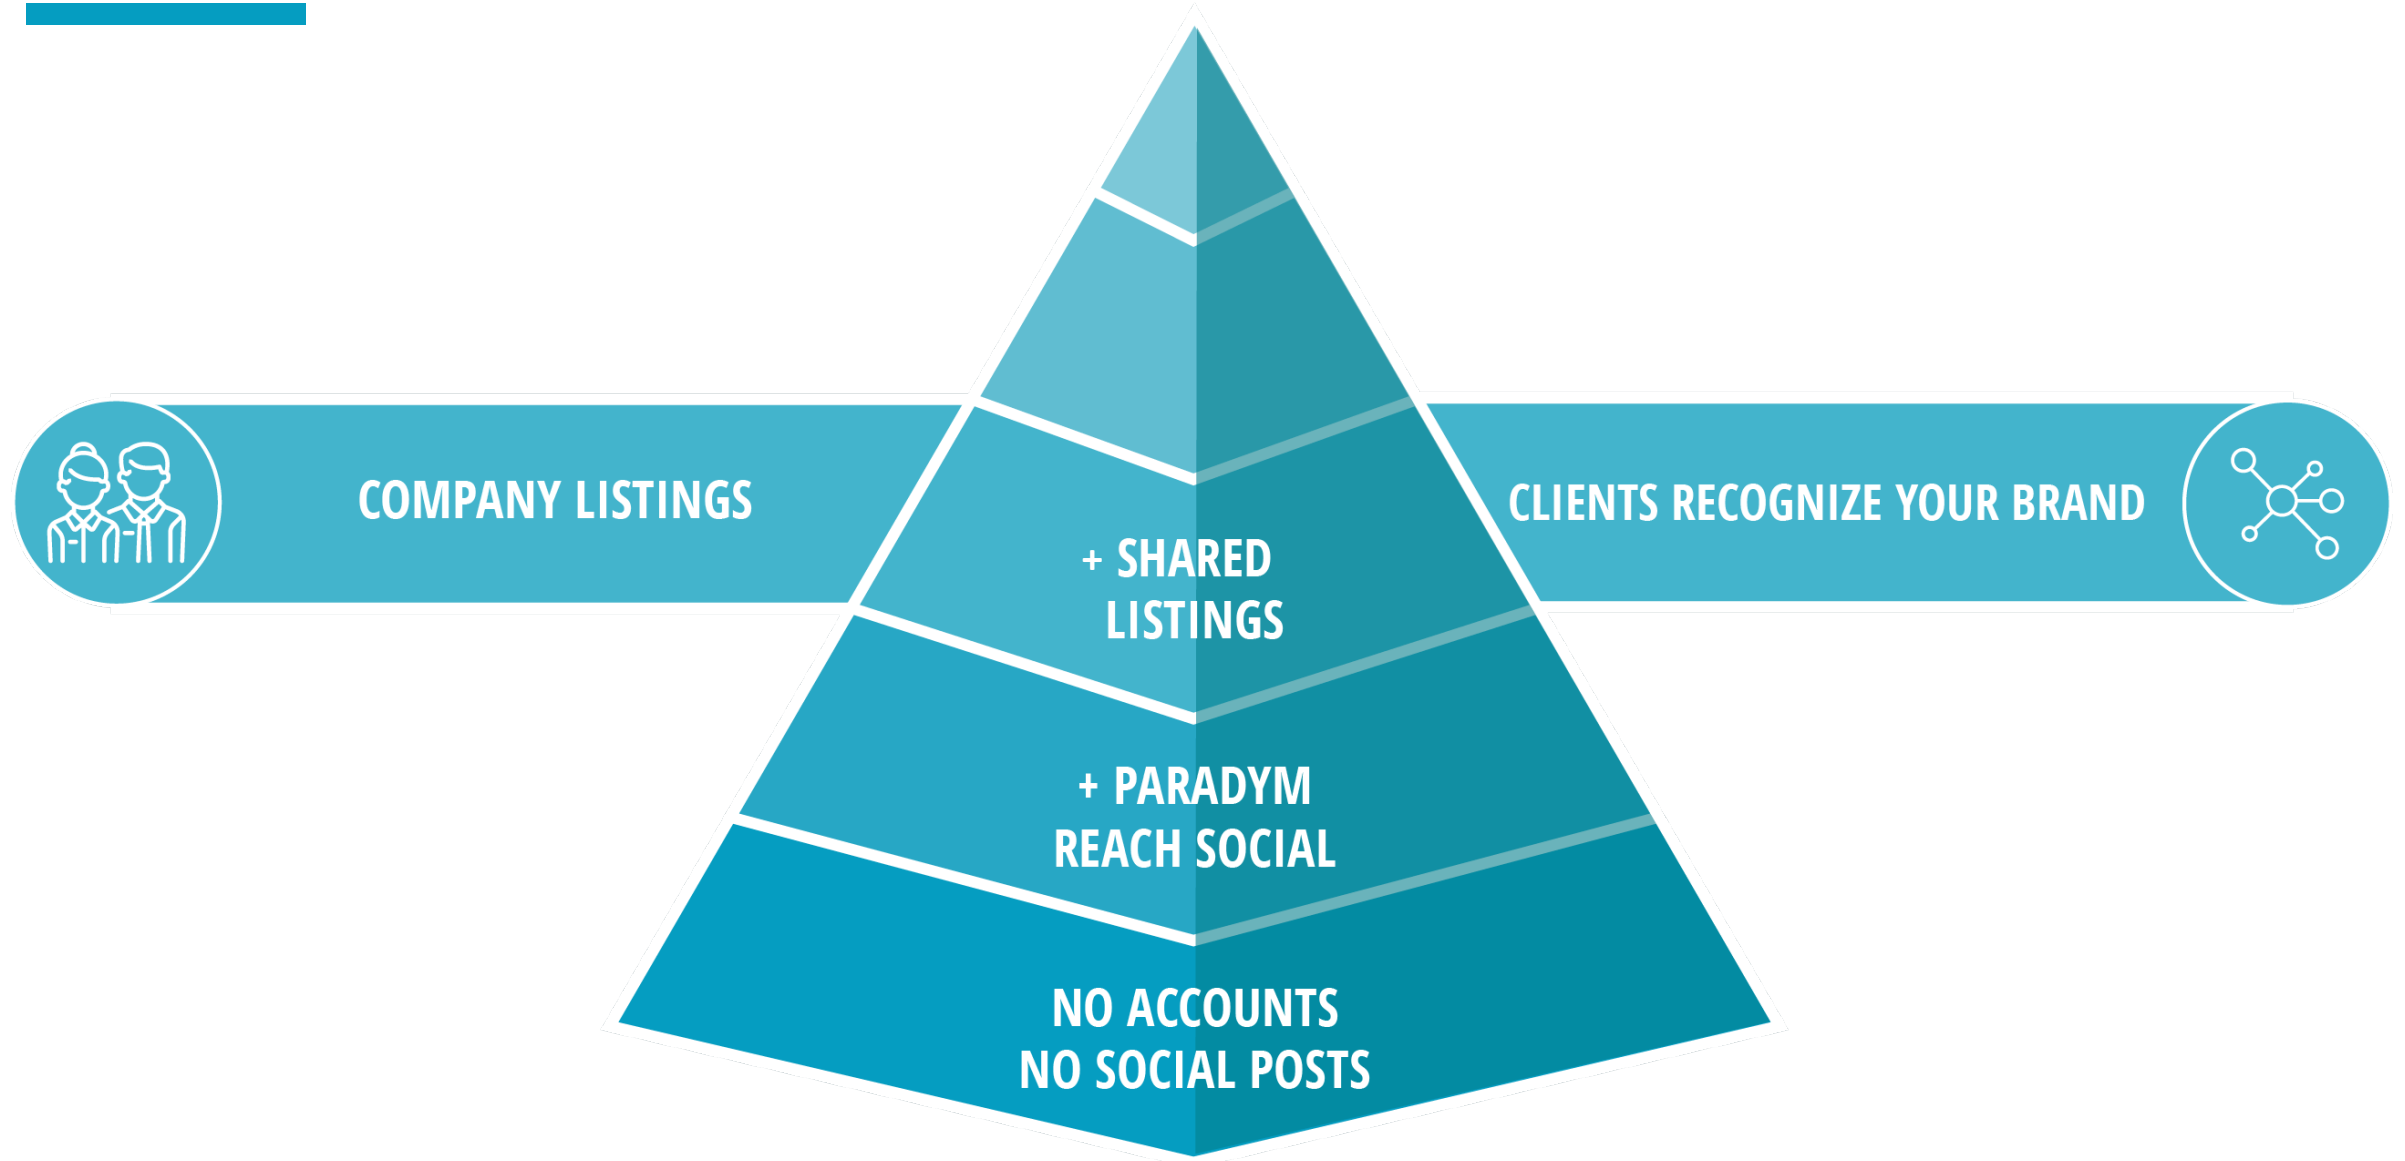 COMPANY LISTINGS
CLIENTS RECOGNIZE YOUR BRAND
+ SHARED
LISTINGS
+ PARADYM
REACH SOCIAL
NO ACCOUNTS
NO SOCIAL POSTS